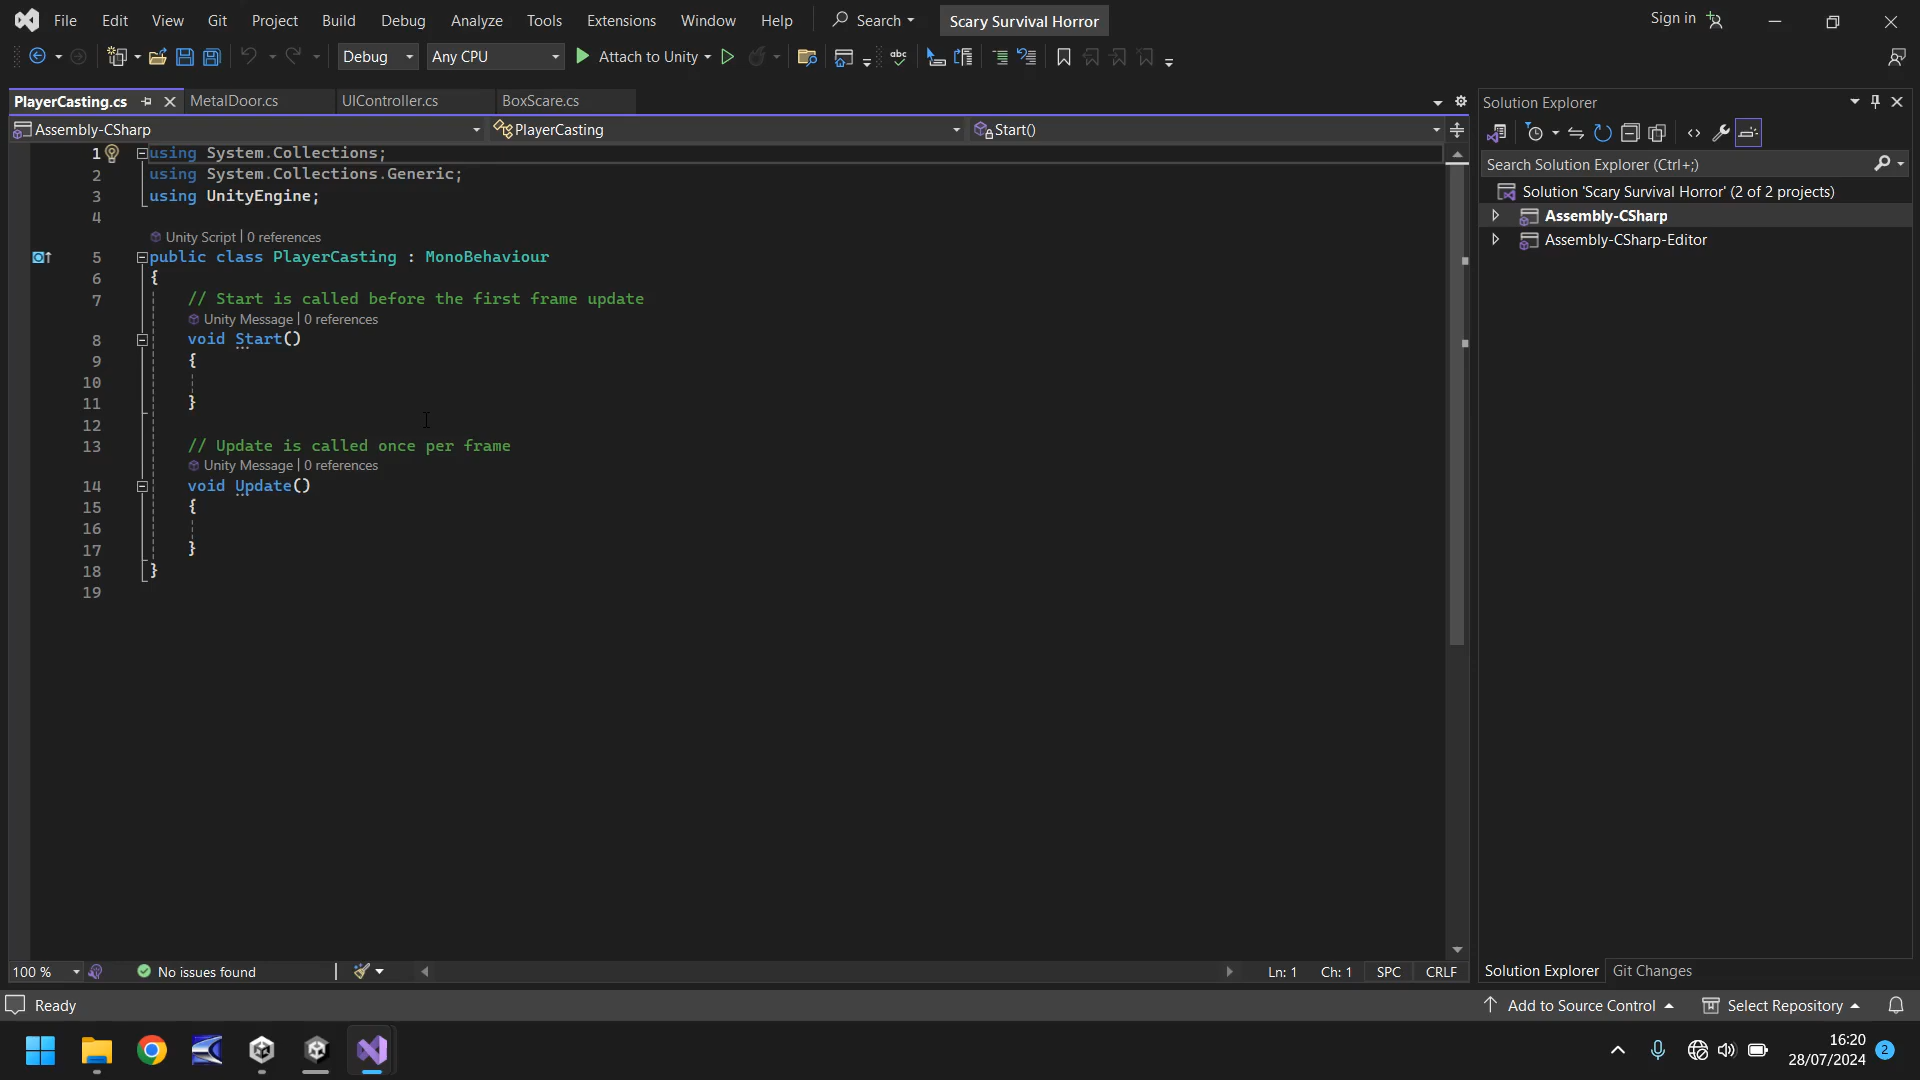 File Edit View Git Project Build Debug Analyze Tools Extensions Window Help Search Scary Survival Horror Sign in
Debug Any CPU Attach to Unity abc
PlayerCasting.cs MetalDoor.cs UIController.cs BoxScare.cs
Assembly-CSharp PlayerCasting Start()
1 using System.Collections;
2 using System.Collections.Generic;
3 using UnityEngine;
4
Unity Script | 0 references
5 public class PlayerCasting : MonoBehaviour
6 {
7 // Start is called before the first frame update
Unity Message | 0 references
8 void Start()
9 {
10
11 }
12
13 // Update is called once per frame
Unity Message | 0 references
14 void Update()
15 {
16
17 }
18 }
19
100 % No issues found Ln: 1 Ch: 1 SPC CRLF
Solution Explorer
Search Solution Explorer (Ctrl+;)
Solution 'Scary Survival Horror' (2 of 2 projects)
Assembly-CSharp
Assembly-CSharp-Editor
Solution Explorer Git Changes
Ready Add to Source Control Select Repository
16:20
28/07/2024 2